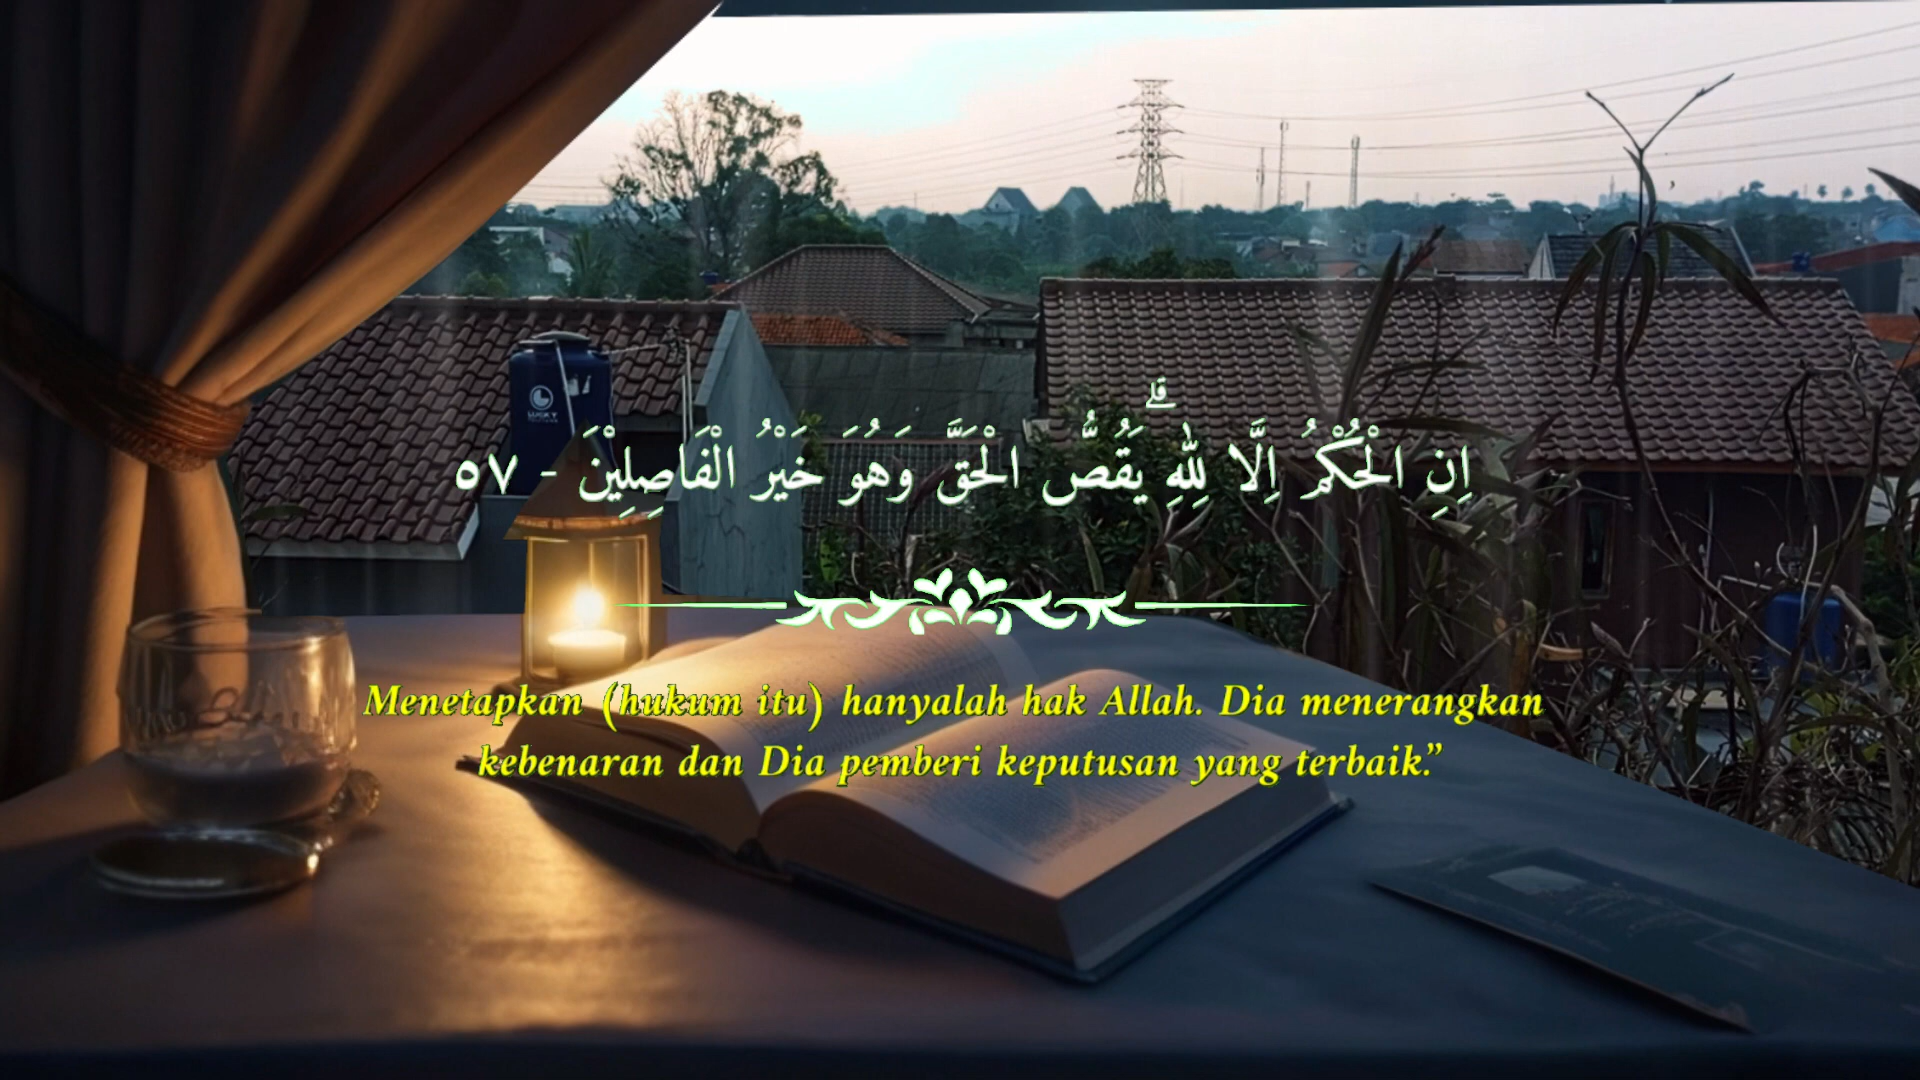 اِنِ الْحُكْمُ اِلَّا لِلّٰهِ ۗيَقُصُّ الْحَقَّ وَهُوَ خَيْرُ الْفَاصِلِيْنَ - ٥٧
Menetapkan (hukum itu) hanyalah hak Allah. Dia menerangkan
kebenaran dan Dia pemberi keputusan yang terbaik.”
LUCKY